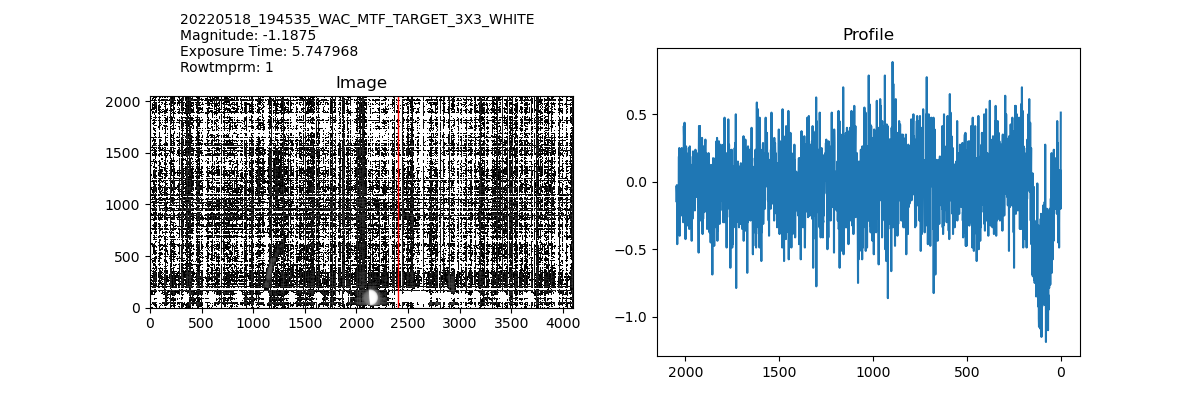 20220518_194535_WAC_MTF_TARGET_3X3_WHITE
Magnitude: -1.1875
Exposure Time: 5.747968
Rowtmprm: 1
Image
2000
1500
1000
500
0
0 500 1000 1500 2000 2500 3000 3500 4000
Profile
0.5
0.0
−0.5
−1.0
2000 1500 1000 500 0